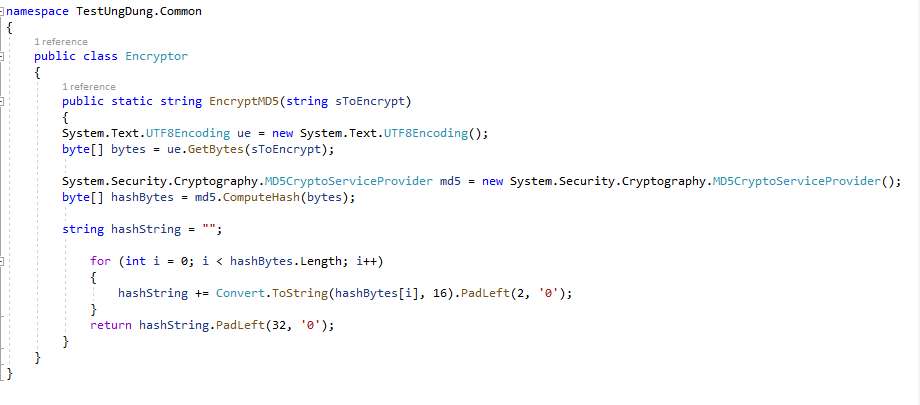 namespace TestUngDung.Common
{
1 reference
public class Encryptor
{
1 reference
public static string EncryptMD5(string sToEncrypt)
{
System.Text.UTF8Encoding ue = new System.Text.UTF8Encoding();
byte[] bytes = ue.GetBytes(sToEncrypt);
System.Security.Cryptography.MD5CryptoServiceProvider md5 = new System.Security.Cryptography.MD5CryptoServiceProvider();
byte[] hashBytes = md5.ComputeHash(bytes);
string hashString = "";
for (int i = 0; i < hashBytes.Length; i++)
{
hashString += Convert.ToString(hashBytes[i], 16).PadLeft(2, '0');
}
return hashString.PadLeft(32, '0');
}
}
}